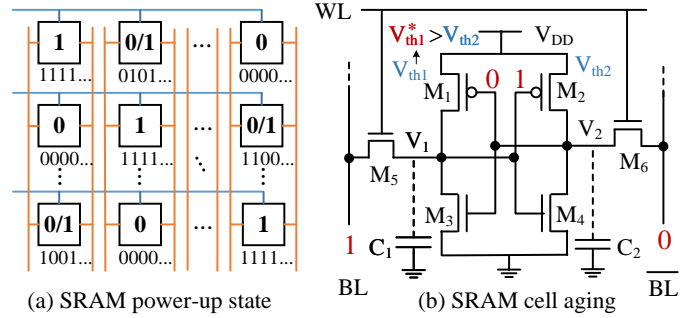 1 0/1 ... 0
1111... 0101... 0000...
0 1 0/1
0000... 1111... 1100...
0/1 0 ... 1
1001... 0000... 1111...
(a) SRAM power-up state
WL
V*th1 > Vth2
VDD
Vth1
Vth2
0 1
M1 M2
V1 V2
M5 M6
M3 M4
1 C1 C2 0
BL BL
(b) SRAM cell aging